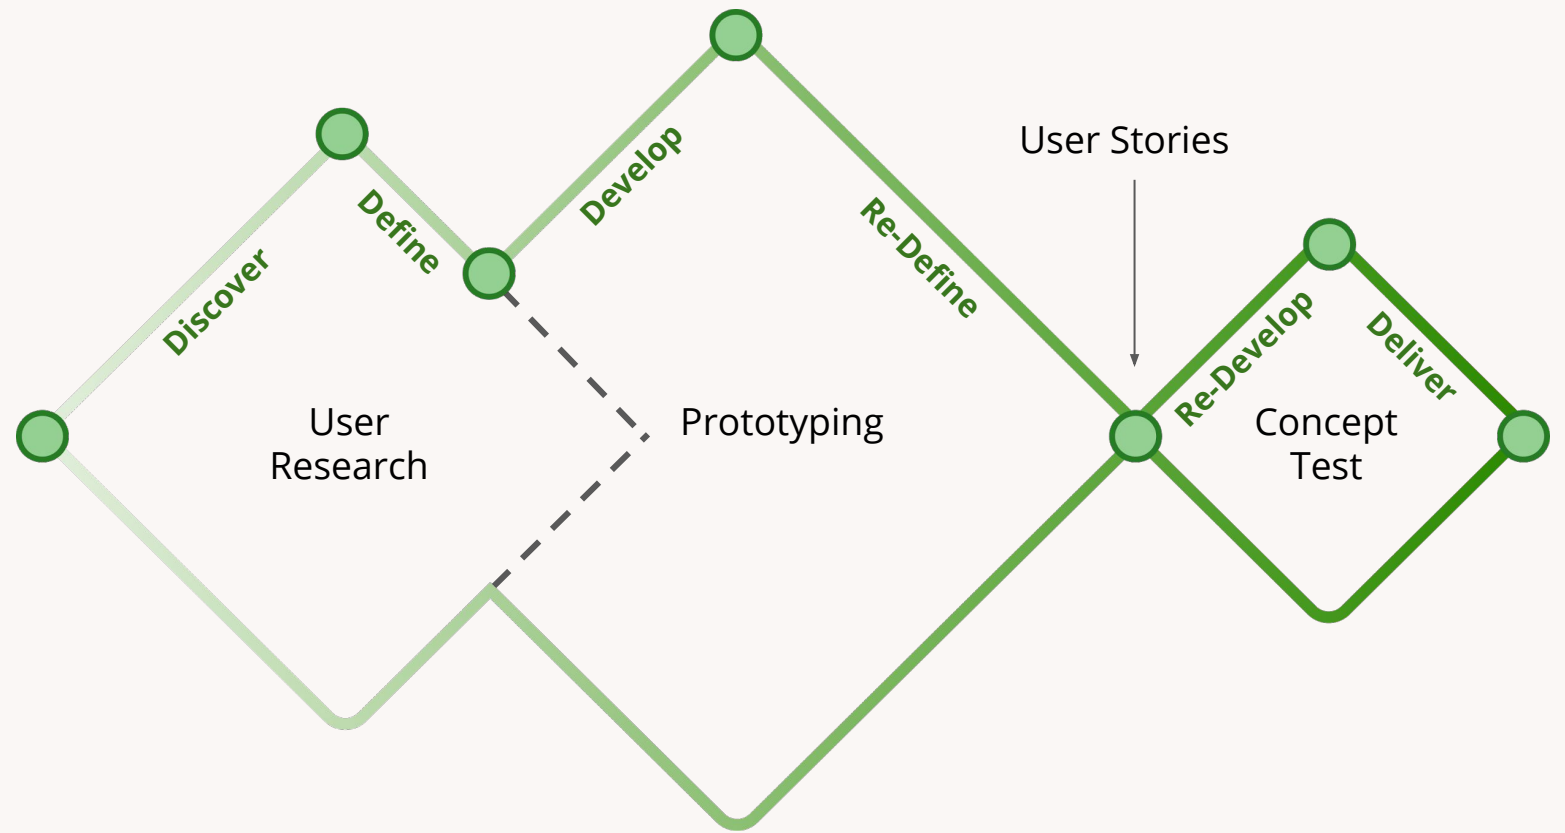 Discover
Define
Develop
Re-Define
User Stories
Re-Develop
Deliver
User
Research
Prototyping
Concept
Test